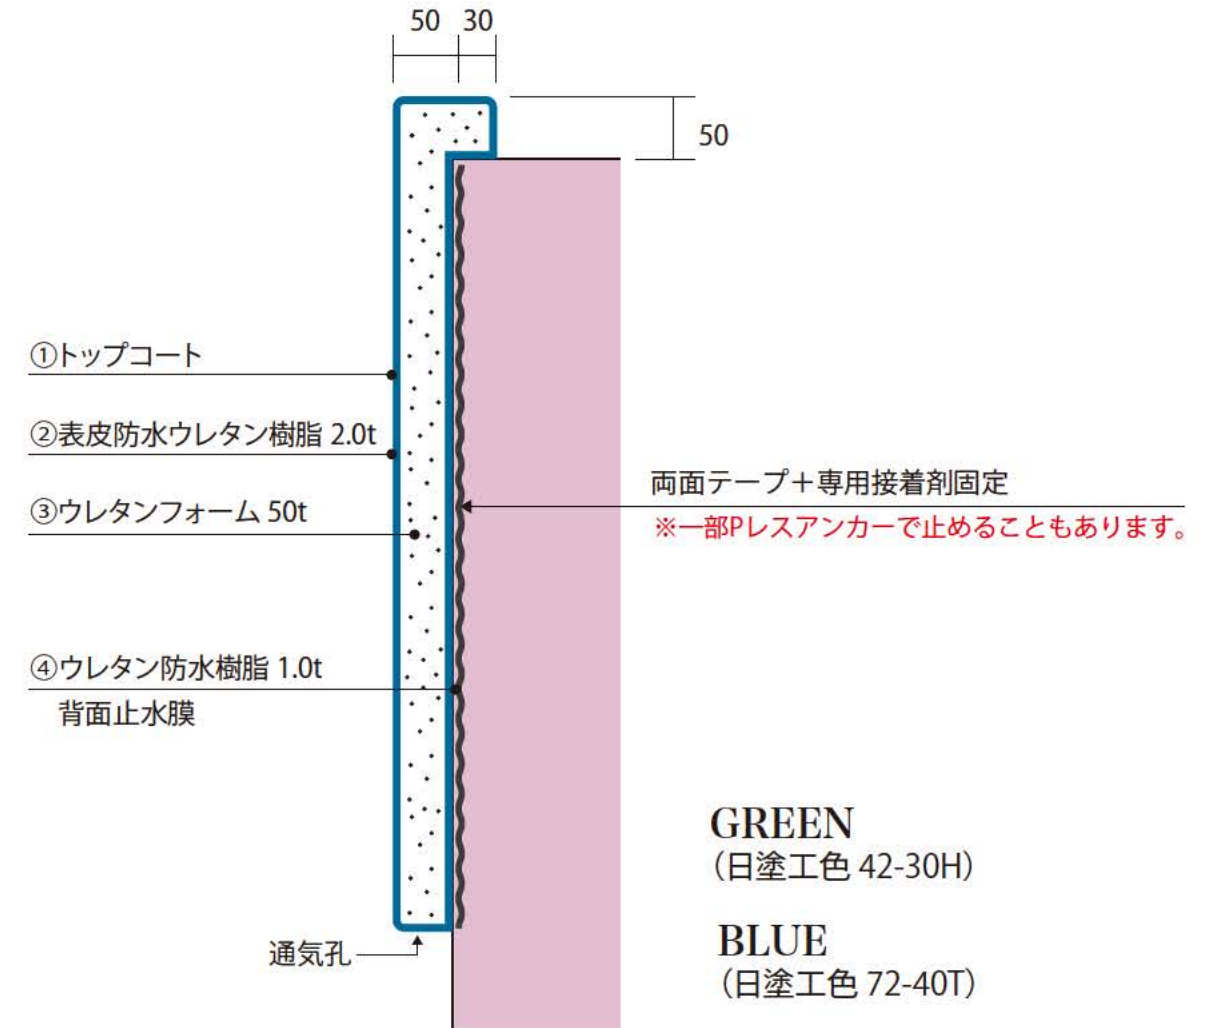 50 30
50
①トップコート
②表皮防水ウレタン樹脂 2.0t
③ウレタンフォーム 50t
両面テープ＋専用接着剤固定
※一部Pレスアンカーで止めることもあります。
④ウレタン防水樹脂 1.0t
背面止水膜
GREEN
（日塗工色 42-30H）
BLUE
（日塗工色 72-40T）
通気孔